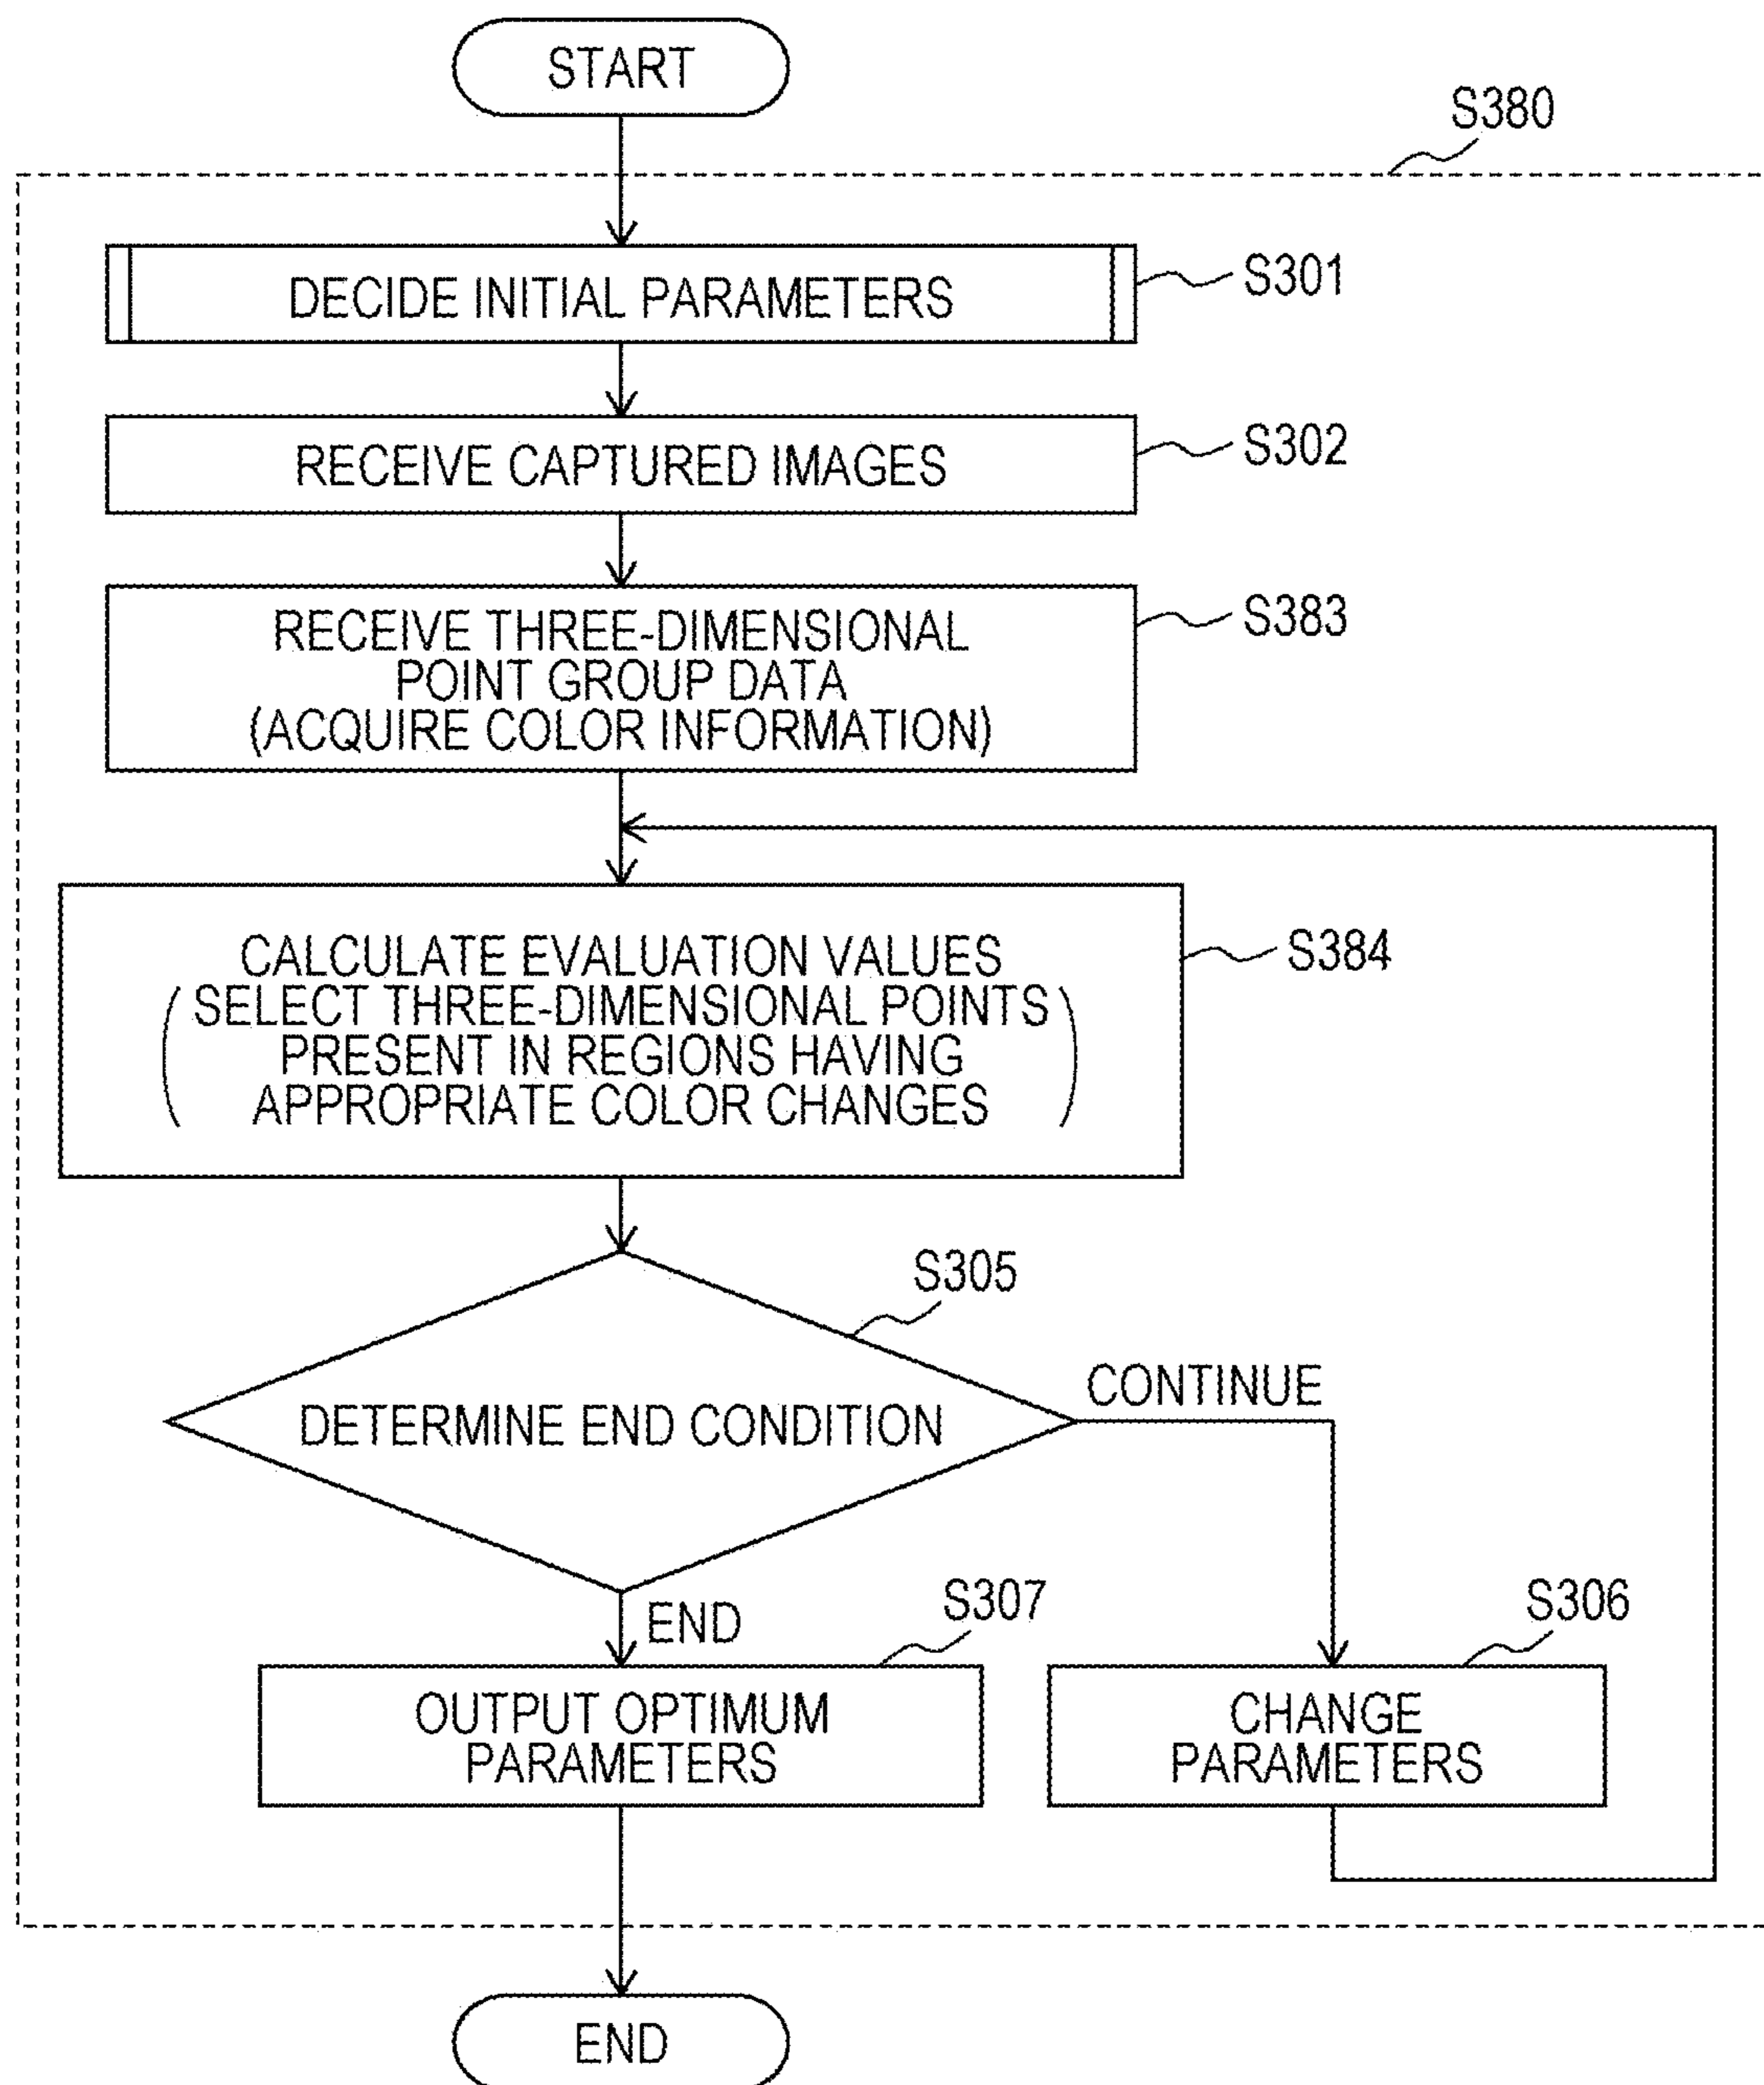 START
S380
DECIDE INITIAL PARAMETERS
S301
RECEIVE CAPTURED IMAGES
S302
RECEIVE THREE-DIMENSIONAL
POINT GROUP DATA
(ACQUIRE COLOR INFORMATION)
S383
CALCULATE EVALUATION VALUES
(SELECT THREE-DIMENSIONAL POINTS
PRESENT IN REGIONS HAVING
APPROPRIATE COLOR CHANGES)
S384
S305
DETERMINE END CONDITION
CONTINUE
END
S307
S306
OUTPUT OPTIMUM
PARAMETERS
CHANGE
PARAMETERS
END